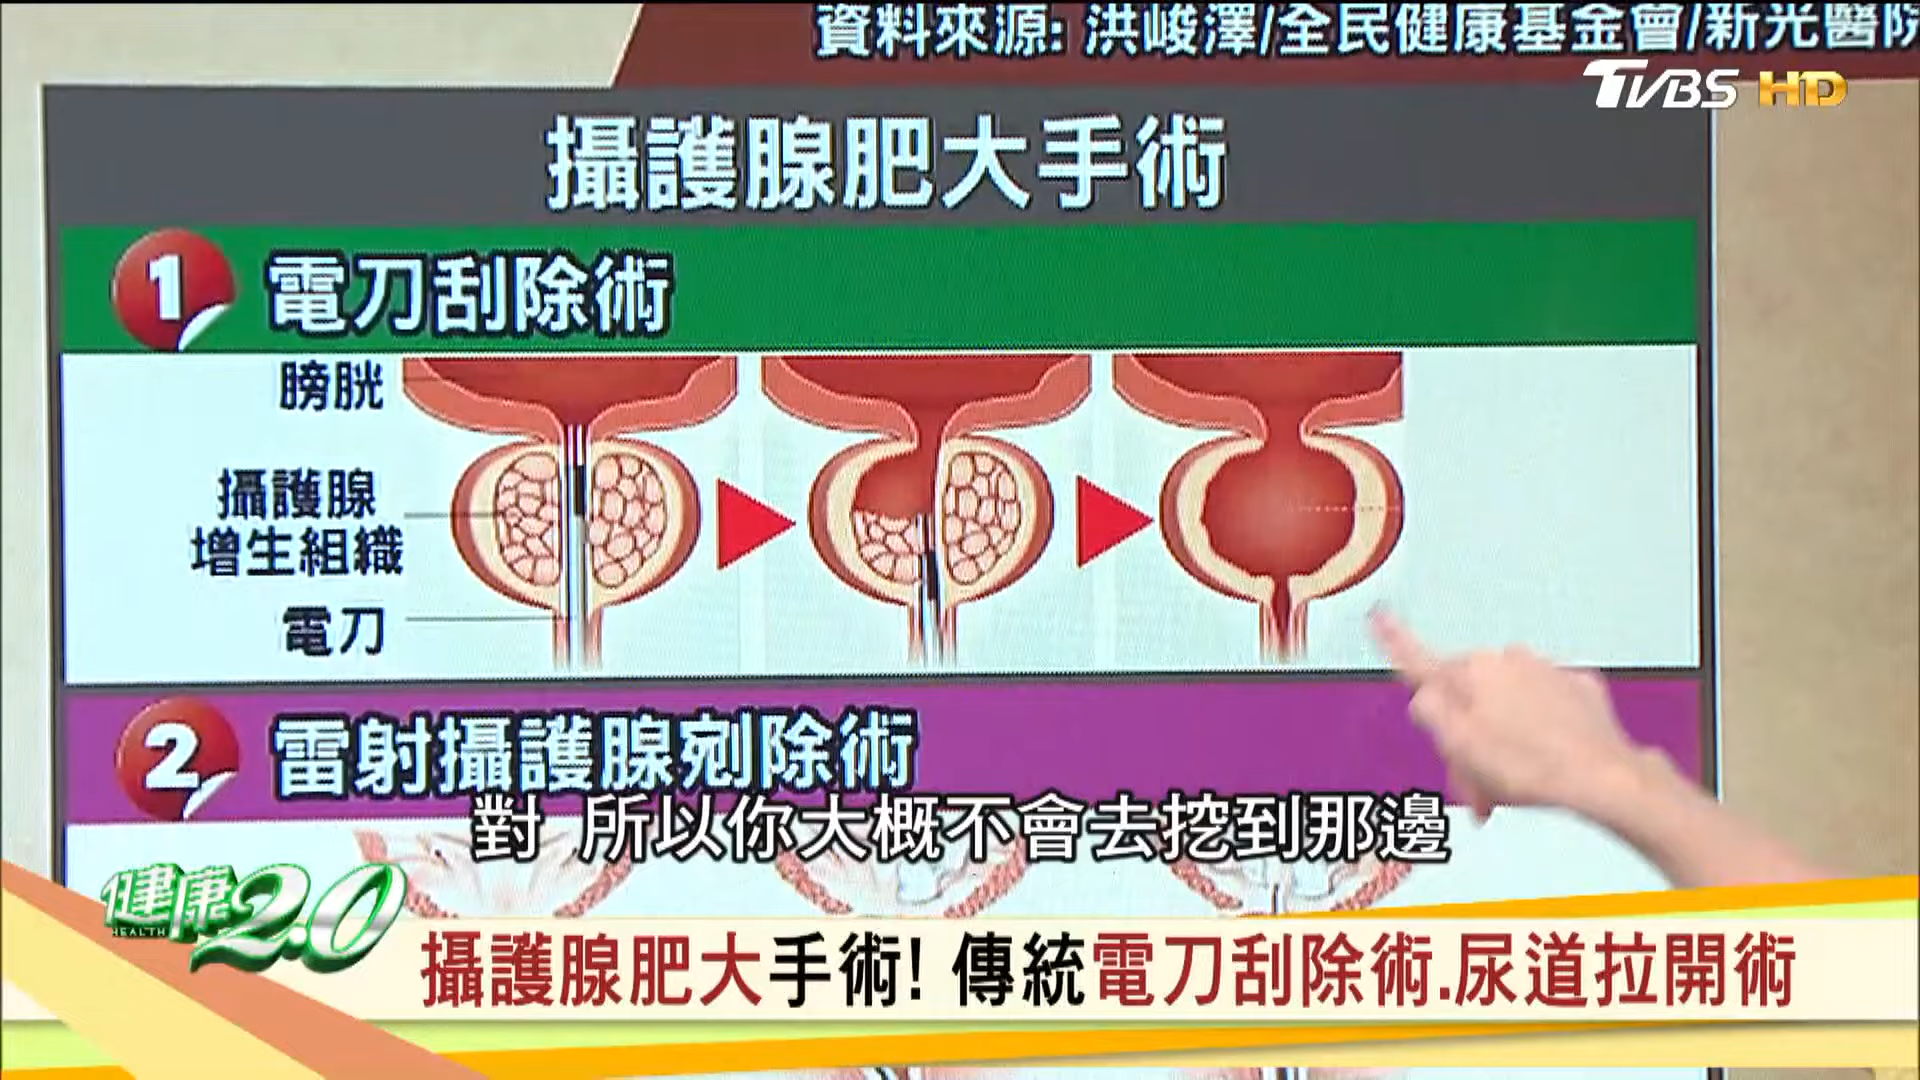 資料來源: 洪峻澤/全民健康基金會/新光醫院
TVBS HD
攝護腺肥大手術
1 電刀刮除術
膀胱
攝護腺
增生組織
電刀
2 雷射攝護腺剜除術
對 所以你大概不會去挖到那邊
健康2.0
HEALTH
攝護腺肥大手術! 傳統電刀刮除術.尿道拉開術